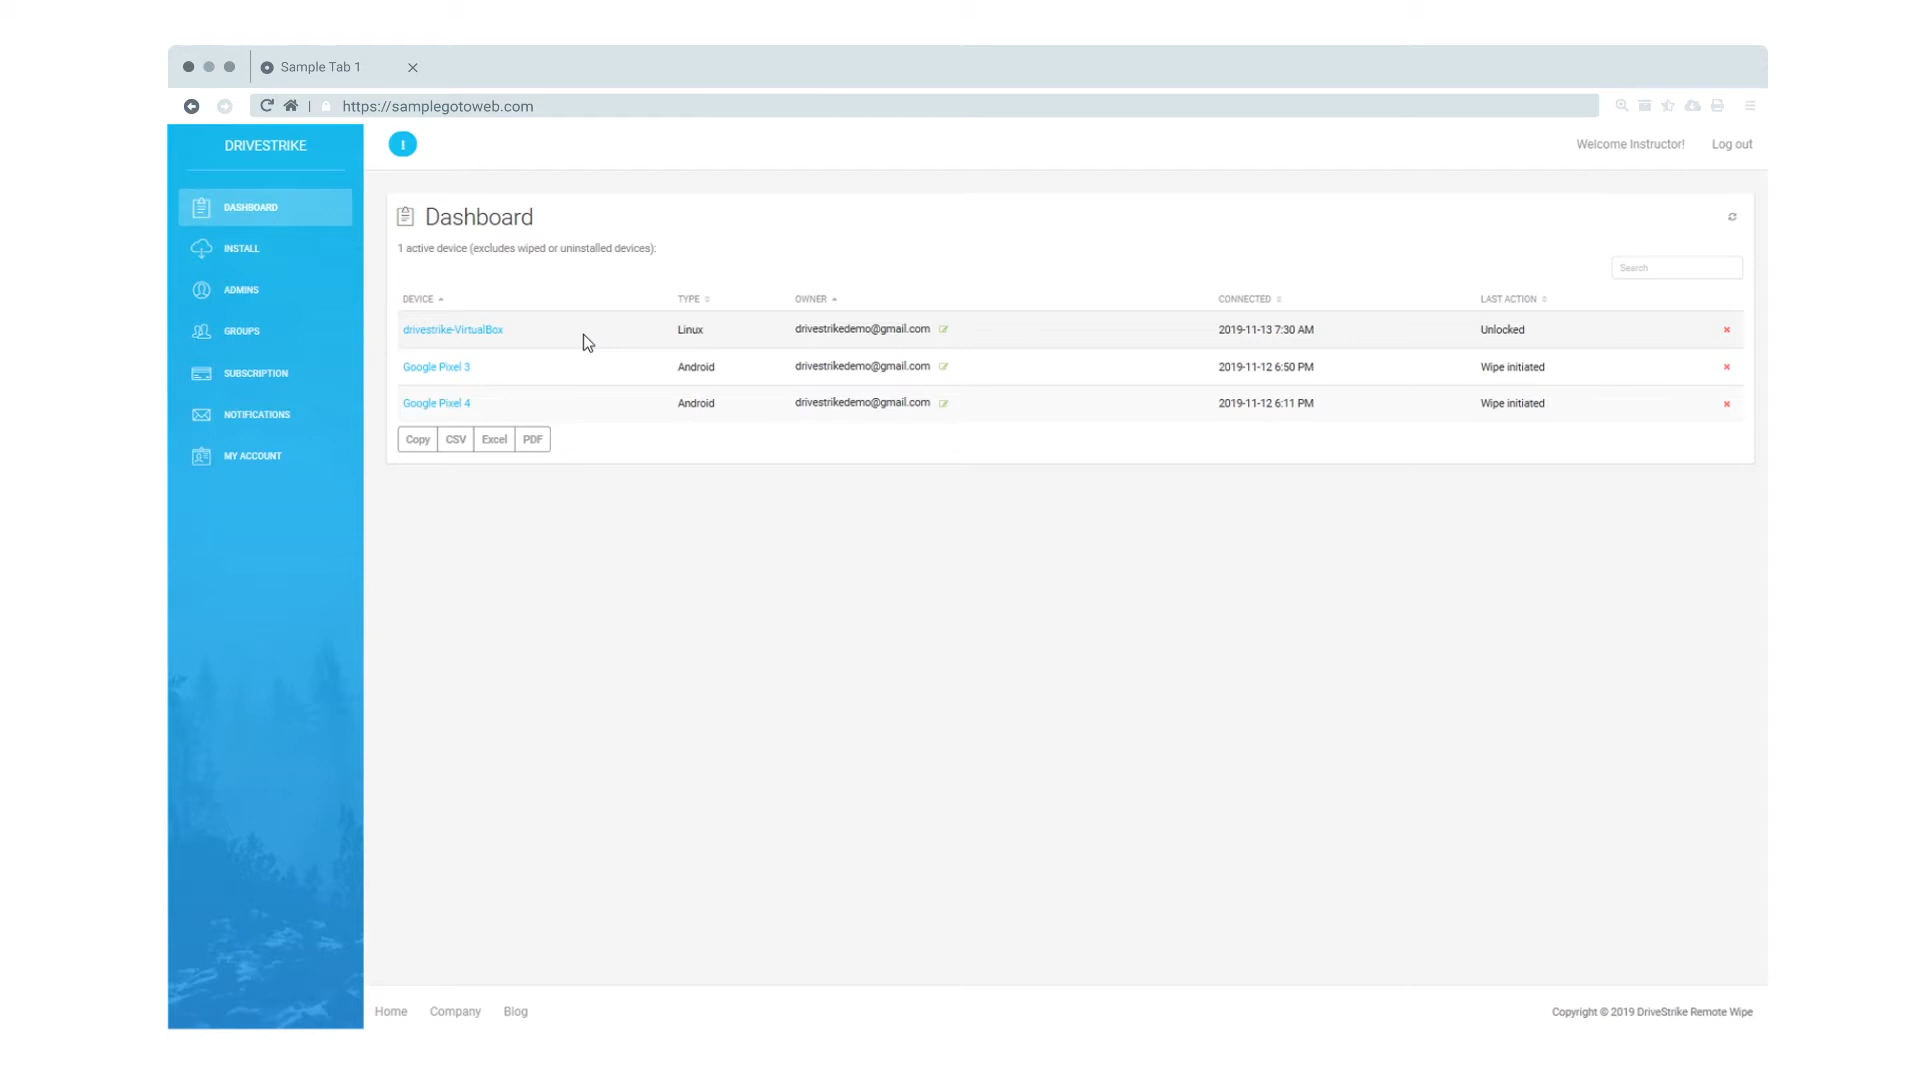 Sample Tab 1
https://samplegotoweb.com
DRIVESTRIKE
Welcome Instructor! Log out
DASHBOARD
INSTALL
ADMINS
GROUPS
SUBSCRIPTION
NOTIFICATIONS
MY ACCOUNT
Dashboard
1 active device (excludes wiped or uninstalled devices):
Search
DEVICE TYPE OWNER CONNECTED LAST ACTION
drivestrike-VirtualBox Linux drivestrikedemo@gmail.com 2019-11-13 7:30 AM Unlocked
Google Pixel 3 Android drivestrikedemo@gmail.com 2019-11-12 6:50 PM Wipe initiated
Google Pixel 4 Android drivestrikedemo@gmail.com 2019-11-12 6:11 PM Wipe initiated
Copy CSV Excel PDF
Home Company Blog
Copyright © 2019 DriveStrike Remote Wipe